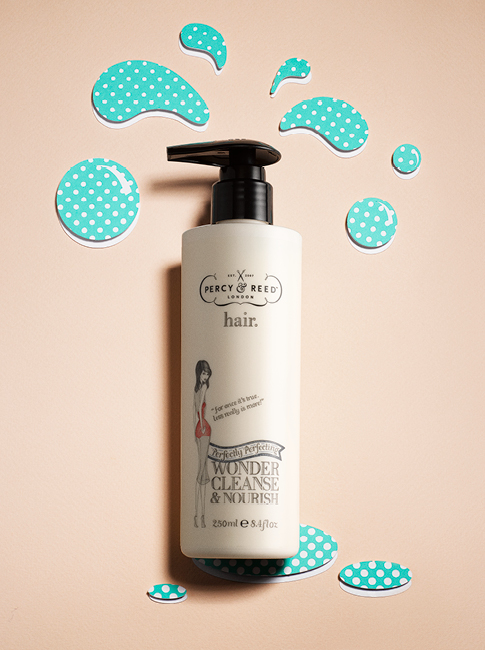 EST. 2007
PERCY & REED
LONDON
hair.
"For once it's true...
Less really is more!"
Perfectly Perfecting
WONDER
CLEANSE
& NOURISH
250ml e 8.4fl.oz